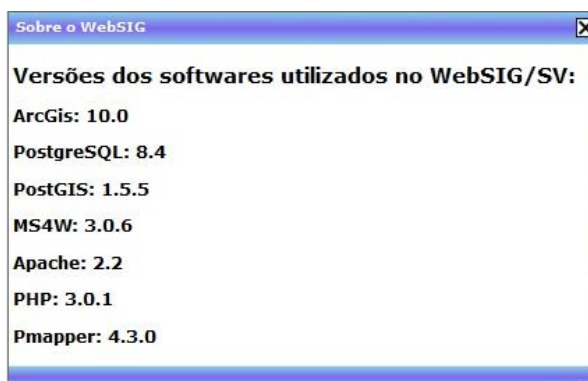 Sobre o WebSIG
Versões dos softwares utilizados no WebSIG/SV:
ArcGis: 10.0
PostgreSQL: 8.4
PostGIS: 1.5.5
MS4W: 3.0.6
Apache: 2.2
PHP: 3.0.1
Pmapper: 4.3.0